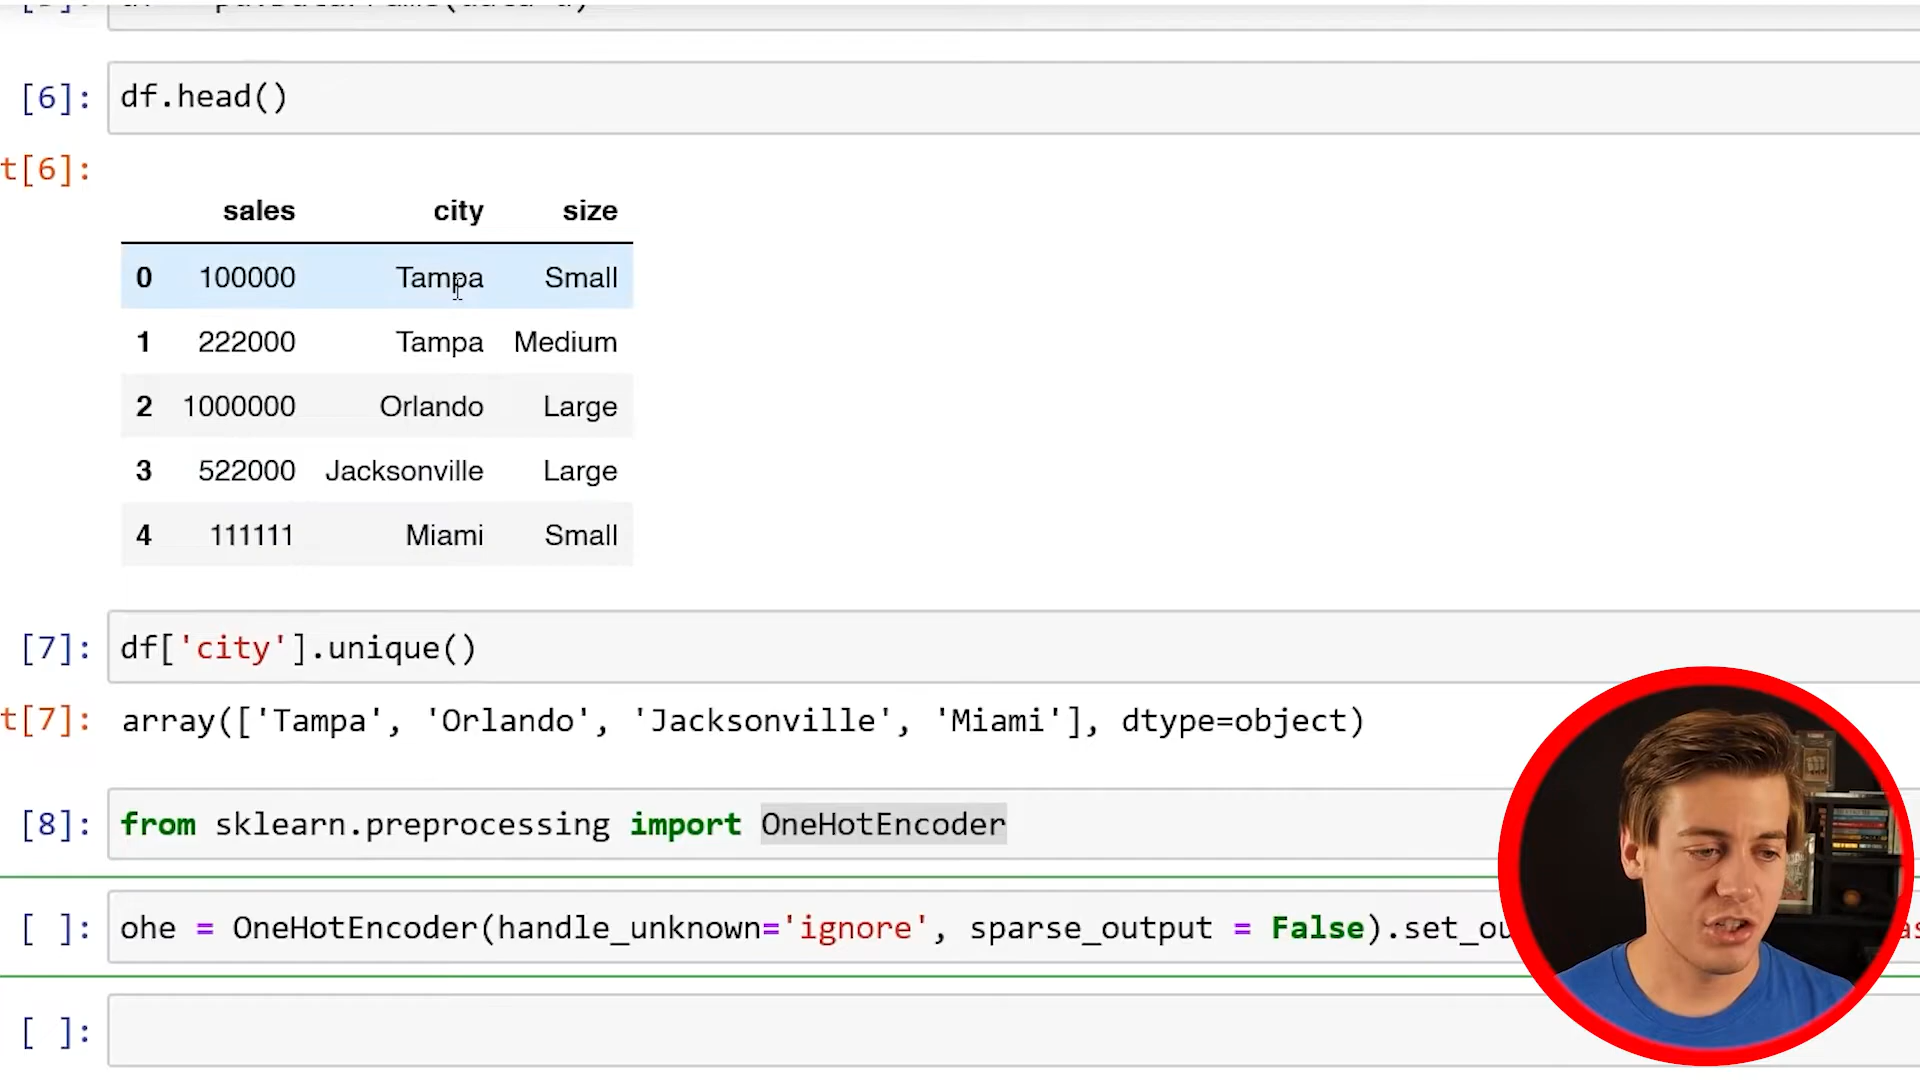 [6]: df.head()
t[6]:
sales city size
0 100000 Tampa Small
1 222000 Tampa Medium
2 1000000 Orlando Large
3 522000 Jacksonville Large
4 111111 Miami Small
[7]: df['city'].unique()
t[7]: array(['Tampa', 'Orlando', 'Jacksonville', 'Miami'], dtype=object)
[8]: from sklearn.preprocessing import OneHotEncoder
[ ]: ohe = OneHotEncoder(handle_unknown='ignore', sparse_output = False).set_ou
[ ]: